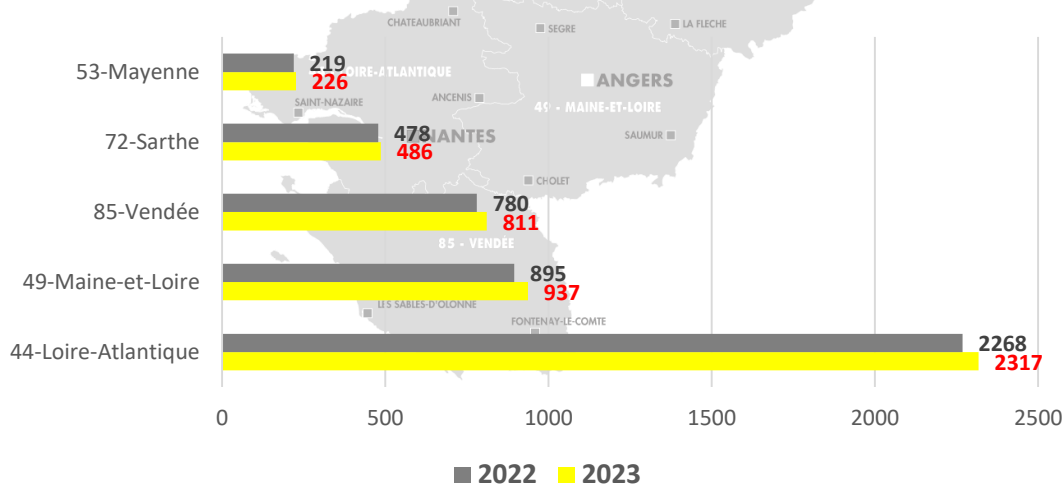 CHATEAUBRIANT
SEGRE
LA FLECHE
53-Mayenne
219
226
OIRE-ATLANTIQUE
ANGERS
SAINT-NAZAIRE
ANCENIS
49 - MAINE-ET-LOIRE
72-Sarthe
478
486
NANTES
SAUMUR
CHOLET
85-Vendée
780
811
85 - VENDÉE
49-Maine-et-Loire
895
937
LES SABLES-D'OLONNE
FONTENAY-LE-COMTE
44-Loire-Atlantique
2268
2317
0 500 1000 1500 2000 2500
2022 2023